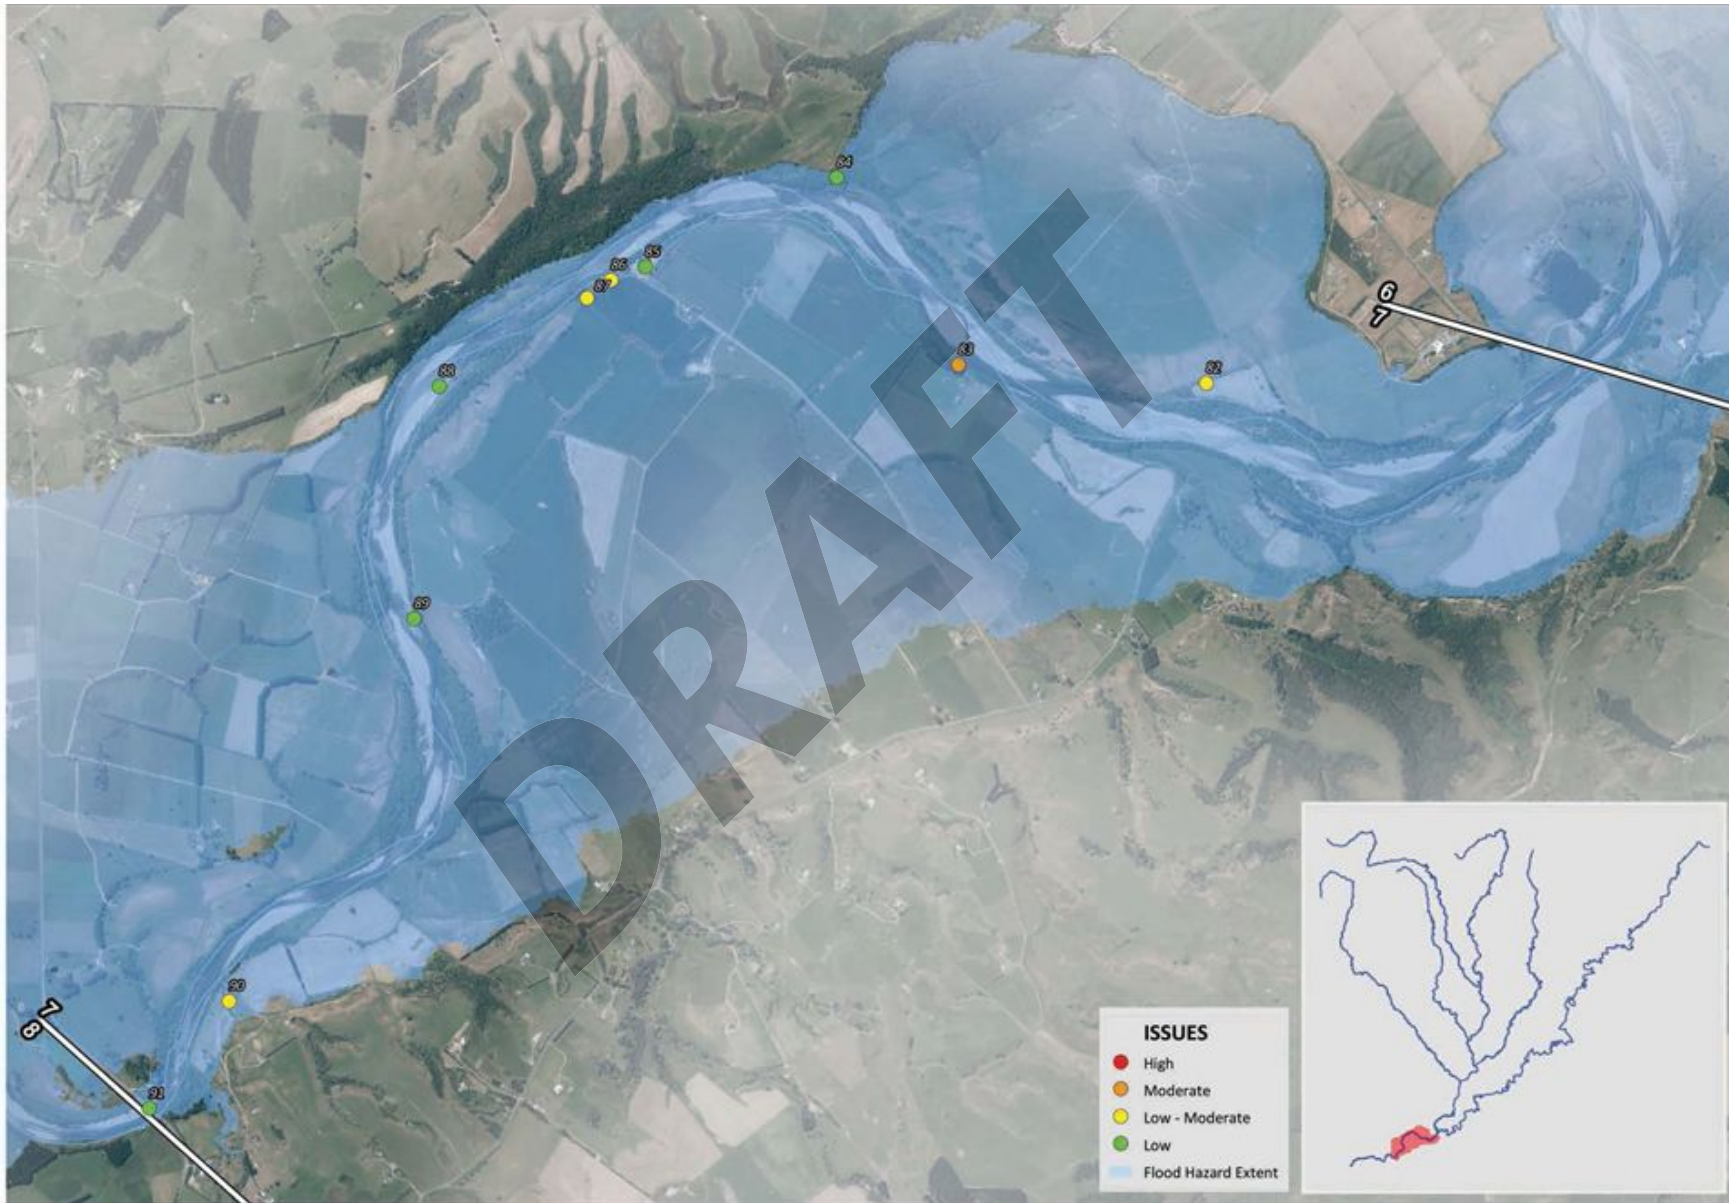 84
85
86
87
6
7
83
82
88
DRAFT
89
90
7
8
91
ISSUES
High
Moderate
Low - Moderate
Low
Flood Hazard Extent